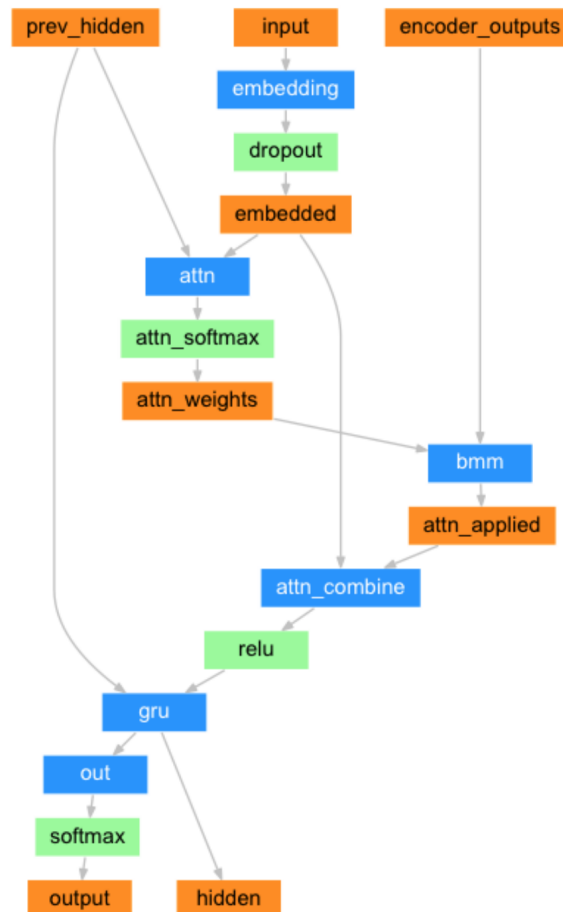 prev_hidden
input
encoder_outputs
embedding
dropout
embedded
attn
attn_softmax
attn_weights
bmm
attn_applied
attn_combine
relu
gru
out
softmax
output
hidden